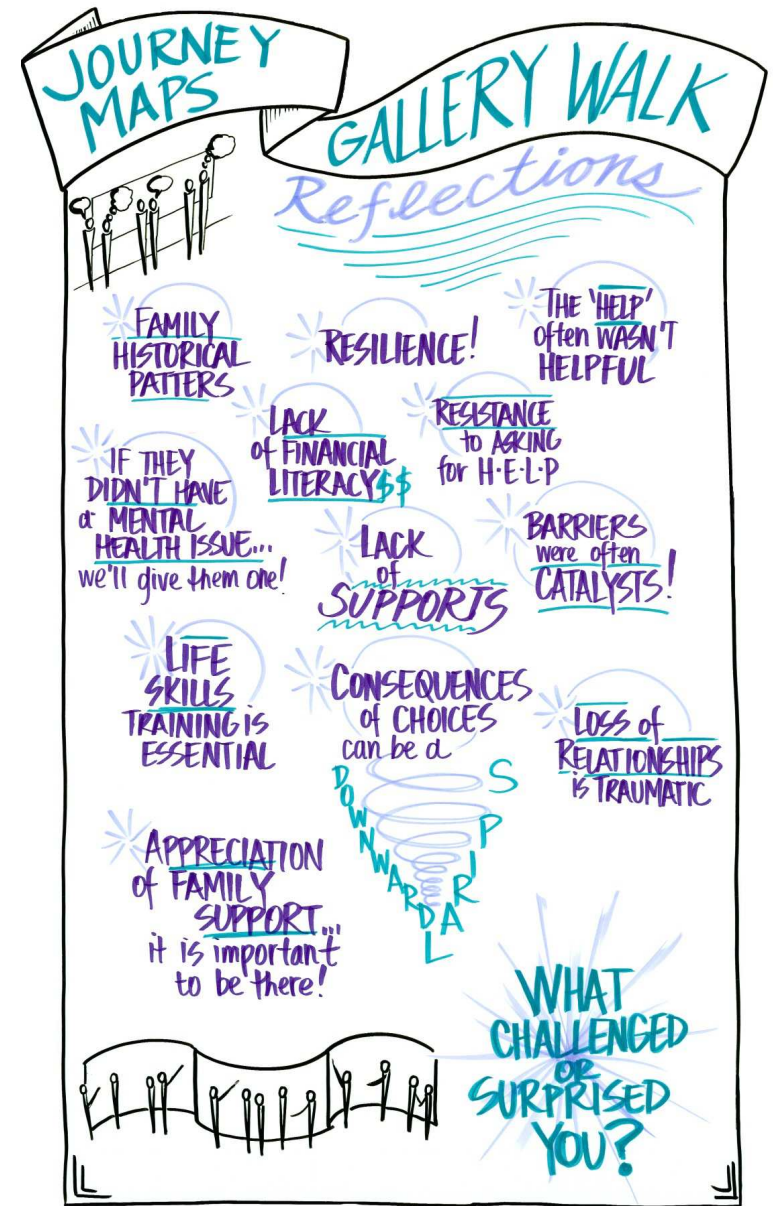 JOURNEY
MAPS
GALLERY WALK
Reflections
FAMILY
HISTORICAL
PATTERS
RESILIENCE!
THE 'HELP'
often WASN'T
HELPFUL
LACK
of FINANCIAL
LITERACY $$
RESISTANCE
to ASKING
for H·E·L·P
IF THEY
DIDN'T HAVE
a MENTAL
HEALTH ISSUE...
we'll give them one!
LACK
of
SUPPORTS
BARRIERS
were often
CATALYSTS!
LIFE
SKILLS
TRAINING is
ESSENTIAL
CONSEQUENCES
of CHOICES
can be a
DOWNWARD
SPIRAL
LOSS of
RELATIONSHIPS
is TRAUMATIC
APPRECIATION
of FAMILY
SUPPORT...
it is important
to be there!
WHAT
CHALLENGED
OR
SURPRISED
YOU?